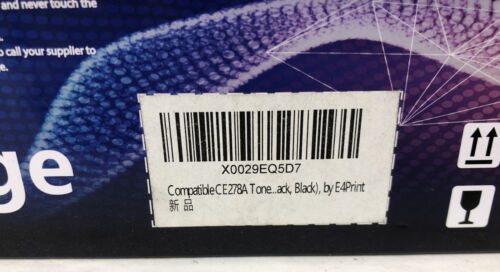 and never touch the
o call your supplier to
e.
ge
X0029EQ5D7
Compatible CE278A Tone..ack, Black), by E4Print
新品